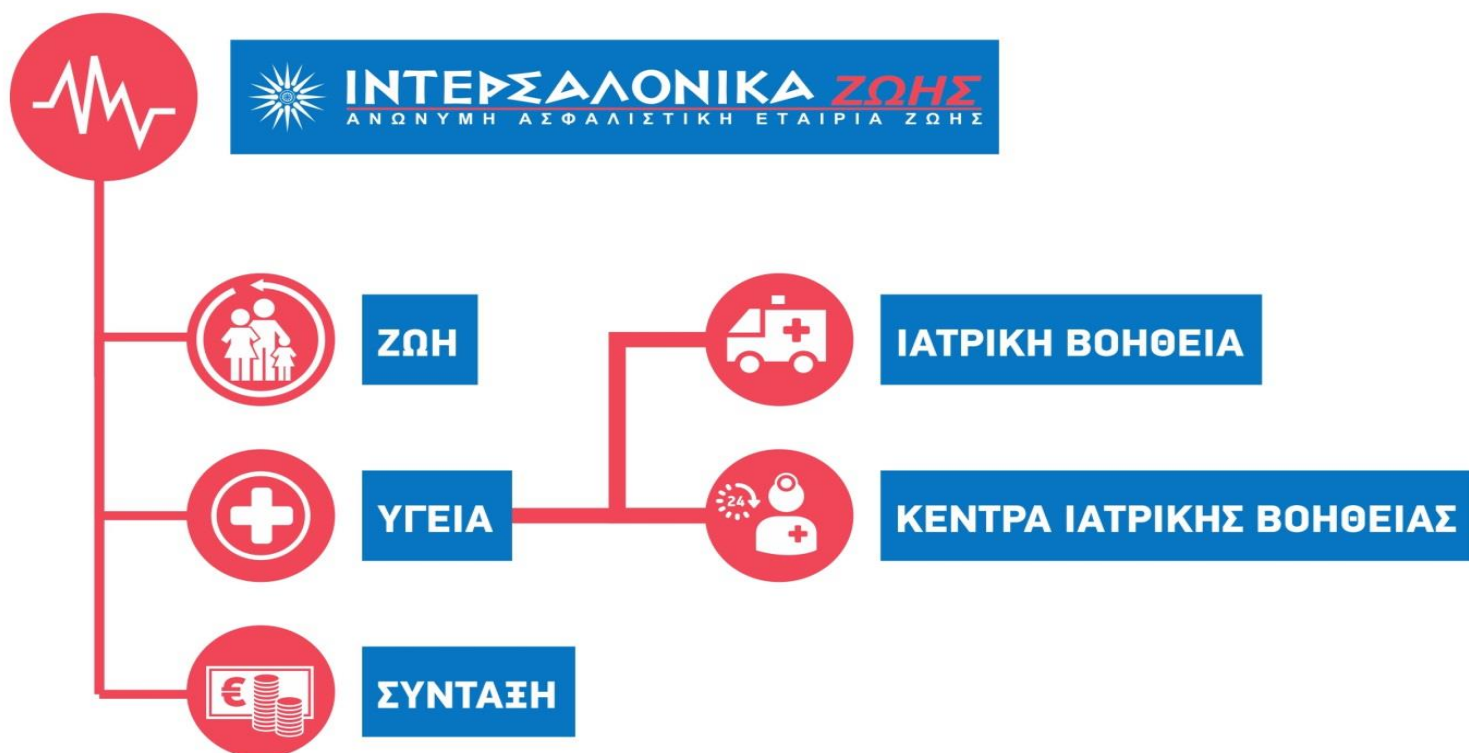 ΙΝΤΕΡΣΑΛΟΝΙΚΑ ΖΩΗΣ
ΑΝΩΝΥΜΗ ΑΣΦΑΛΙΣΤΙΚΗ ΕΤΑΙΡΙΑ ΖΩΗΣ
ΖΩΗ
ΙΑΤΡΙΚΗ ΒΟΗΘΕΙΑ
ΥΓΕΙΑ
24
ΚΕΝΤΡΑ ΙΑΤΡΙΚΗΣ ΒΟΗΘΕΙΑΣ
€
ΣΥΝΤΑΞΗ